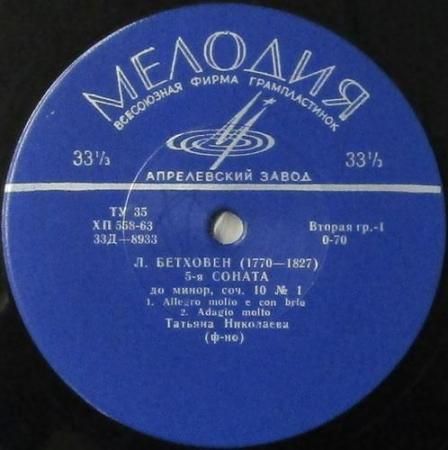 МЕЛОДИЯ
ВСЕСОЮЗНАЯ ФИРМА ГРАМПЛАСТИНОК
33⅓ 33⅓
АПРЕЛЕВСКИЙ ЗАВОД
ТУ 35
ХП 558-63 Вторая гр.-1
33Д—8933 0-70
Л. БЕТХОВЕН (1770—1827)
5-я СОНАТА
до минор, соч. 10 № 1
1. Allegro molto e con brio
2. Adagio molto
Татьяна Николаева
(ф-но)